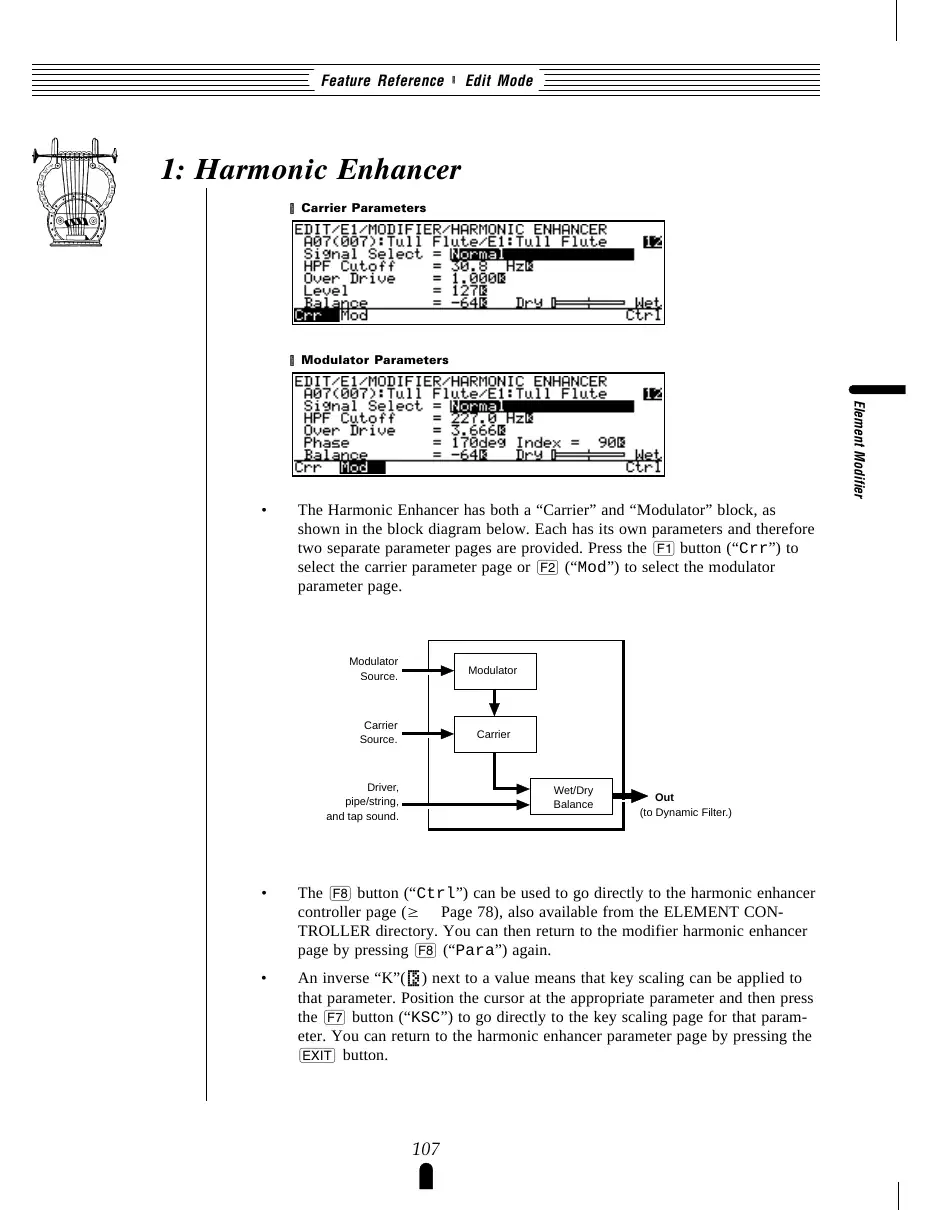 Feature Reference Edit Mode
1: Harmonic Enhancer
Carrier Parameters
EDIT/E1/MODIFIER/HARMONIC ENHANCER
A07(007):Tull Flute/E1:Tull Flute 12
Signal Select = Normal
HPF Cutoff = 30.8 HzK
Over Drive = 1.000K
Level = 127K
Balance = -64K Dry Wet
Crr Mod Ctrl
Modulator Parameters
EDIT/E1/MODIFIER/HARMONIC ENHANCER
A07(007):Tull Flute/E1:Tull Flute 12
Signal Select = Normal
HPF Cutoff = 227.0 HzK
Over Drive = 3.666K
Phase = 170deg Index = 90K
Balance = -64K Dry Wet
Crr Mod Ctrl
Element Modifier
• The Harmonic Enhancer has both a “Carrier” and “Modulator” block, as
shown in the block diagram below. Each has its own parameters and therefore
two separate parameter pages are provided. Press the F1 button (“Crr”) to
select the carrier parameter page or F2 (“Mod”) to select the modulator
parameter page.
Modulator
Source.
Modulator
Carrier
Source.
Carrier
Driver,
pipe/string,
and tap sound.
Wet/Dry
Balance
Out
(to Dynamic Filter.)
• The F8 button (“Ctrl”) can be used to go directly to the harmonic enhancer
controller page (≥ Page 78), also available from the ELEMENT CON-
TROLLER directory. You can then return to the modifier harmonic enhancer
page by pressing F8 (“Para”) again.
• An inverse “K”(K) next to a value means that key scaling can be applied to
that parameter. Position the cursor at the appropriate parameter and then press
the F7 button (“KSC”) to go directly to the key scaling page for that param-
eter. You can return to the harmonic enhancer parameter page by pressing the
EXIT button.
107